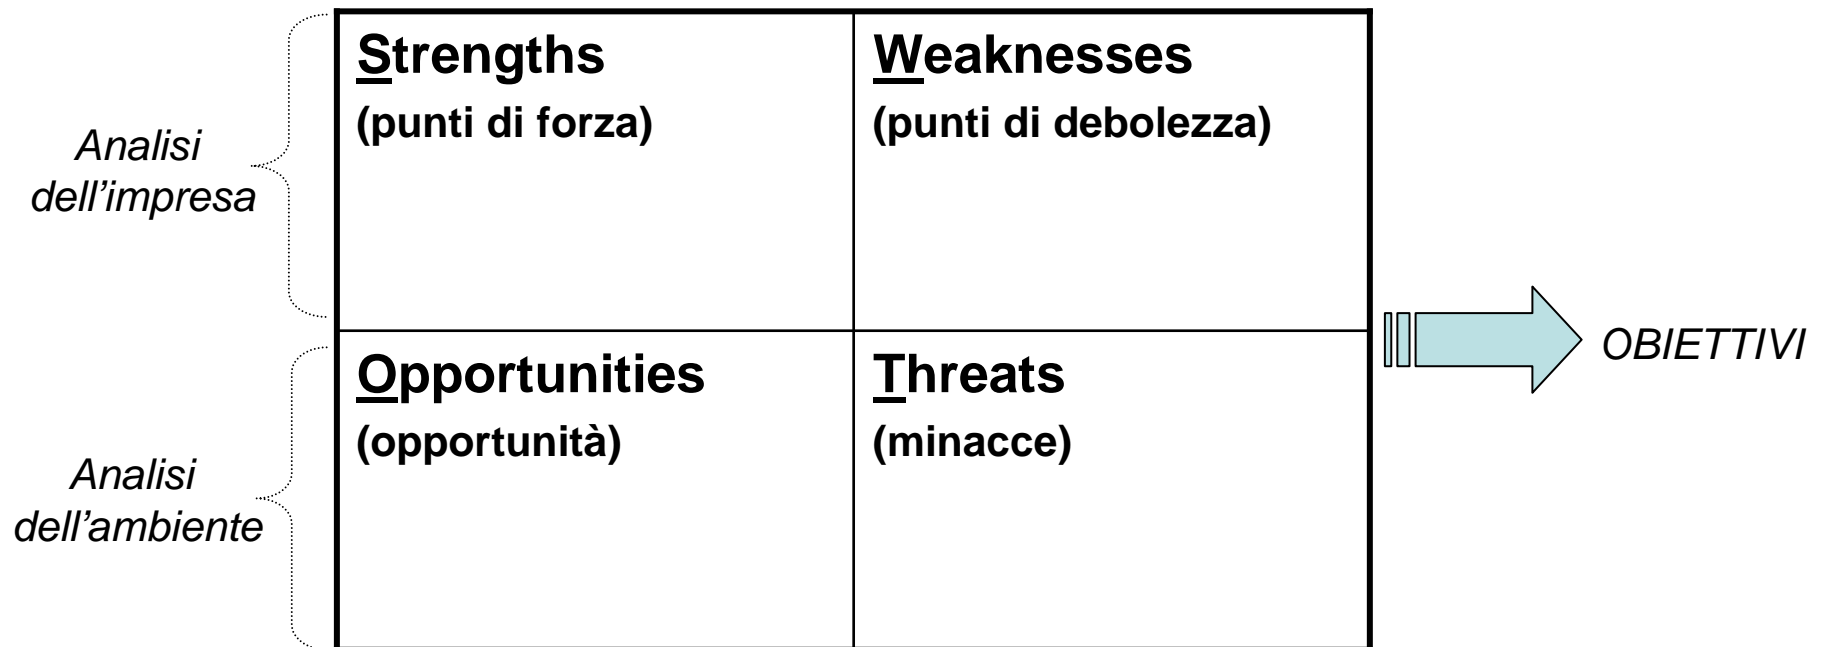 Strengths
(punti di forza)
Weaknesses
(punti di debolezza)
Analisi
dell’impresa
OBIETTIVI
Opportunities
(opportunità)
Threats
(minacce)
Analisi
dell’ambiente